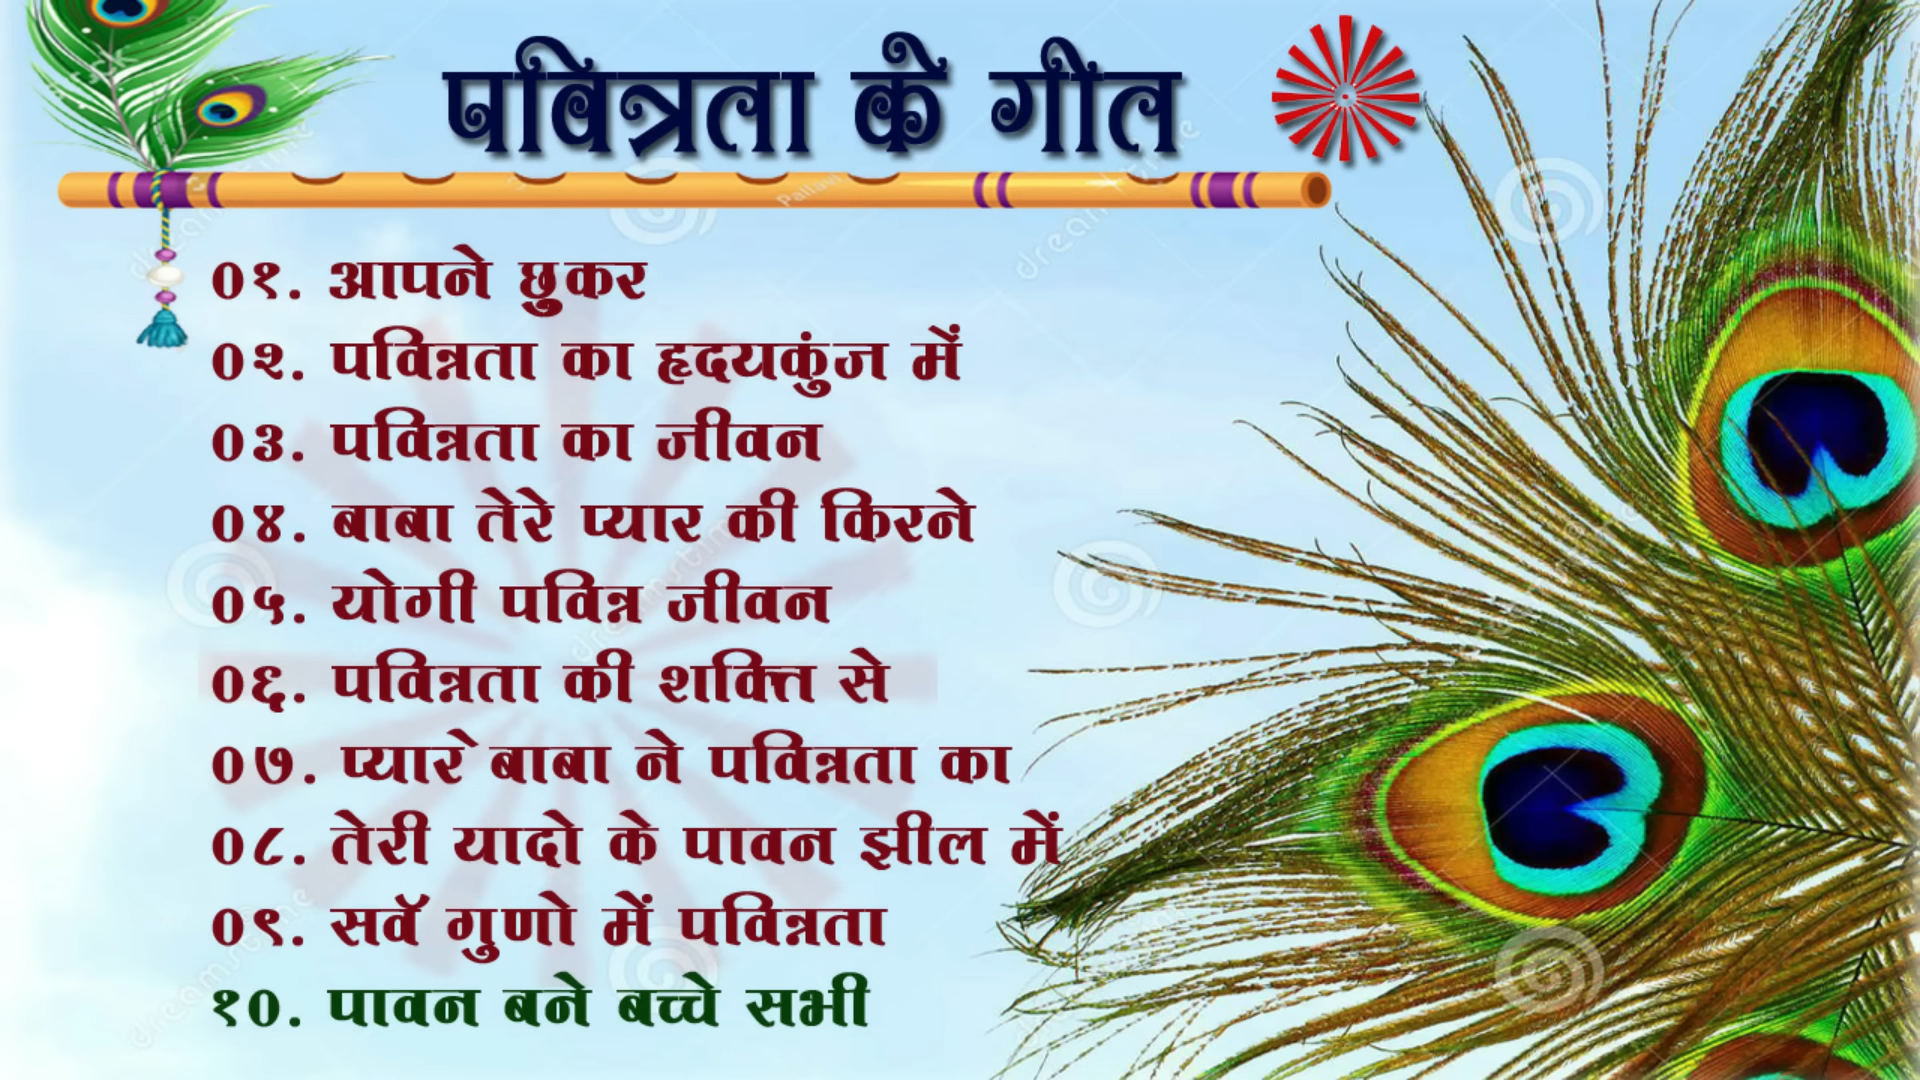 पवित्रता के गीत
०१. आपने छुकर
०२. पवित्रता का हृदयकुंज में
०३. पवित्रता का जीवन
०४. बाबा तेरे प्यार की किरने
०५. योगी पवित्र जीवन
०६. पवित्रता की शक्ति से
०७. प्यारे बाबा ने पवित्रता का
०८. तेरी यादो के पावन झील में
०९. सवॅ गुणो में पवित्रता
१०. पावन बने बच्चे सभी